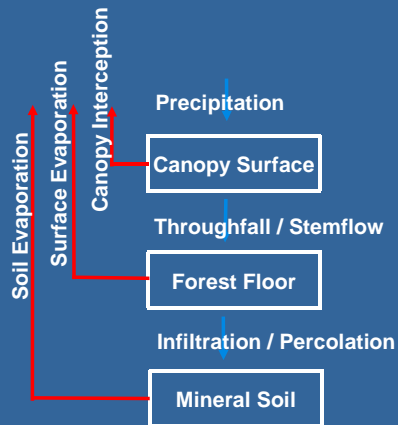 Precipitation
Canopy Surface
Throughfall / Stemflow
Forest Floor
Infiltration / Percolation
Mineral Soil
Soil Evaporation
Surface Evaporation
Canopy Interception